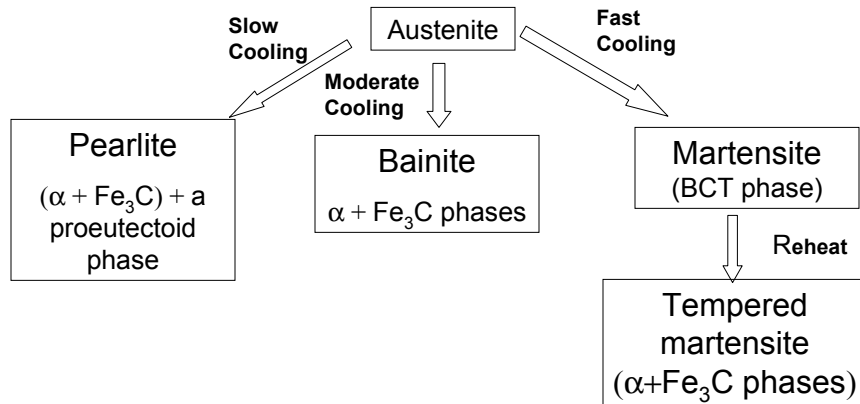 Austenite
Slow
Cooling
Moderate
Cooling
Fast
Cooling
Pearlite
(α + Fe₃C) + a
proeutectoid
phase
Bainite
α + Fe₃C phases
Martensite
(BCT phase)
Reheat
Tempered
martensite
(α+Fe₃C phases)